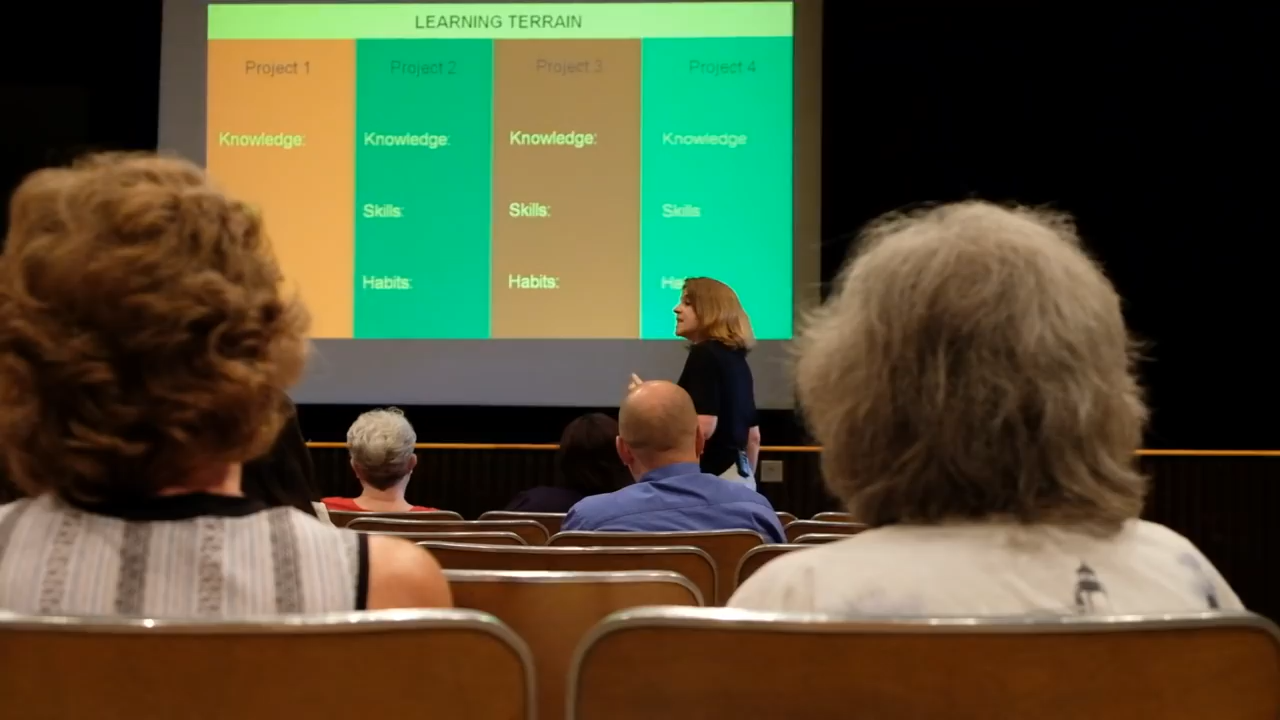 LEARNING TERRAIN
Project 1
Project 2
Project 3
Project 4
Knowledge:
Knowledge:
Knowledge:
Knowledge
Skills:
Skills:
Skills
Habits:
Habits: